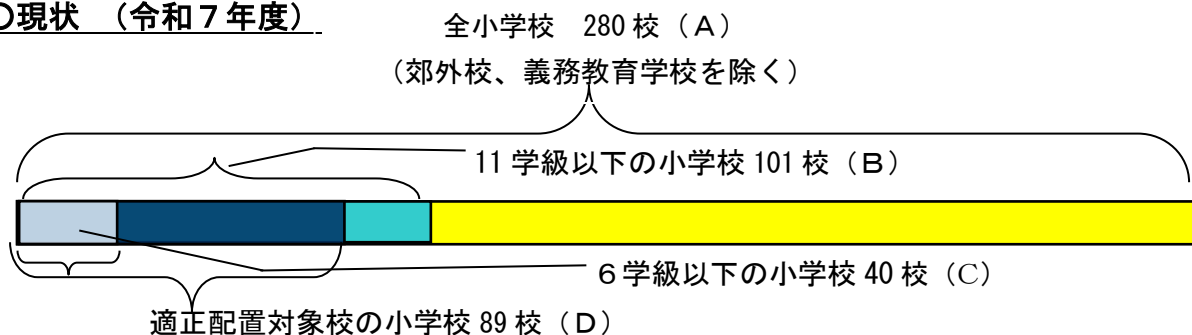 〇現状　（令和７年度）
全小学校　280 校（Ａ）
（郊外校、義務教育学校を除く）
11 学級以下の小学校 101 校（Ｂ）
６学級以下の小学校 40 校（C）
適正配置対象校の小学校 89 校（Ｄ）